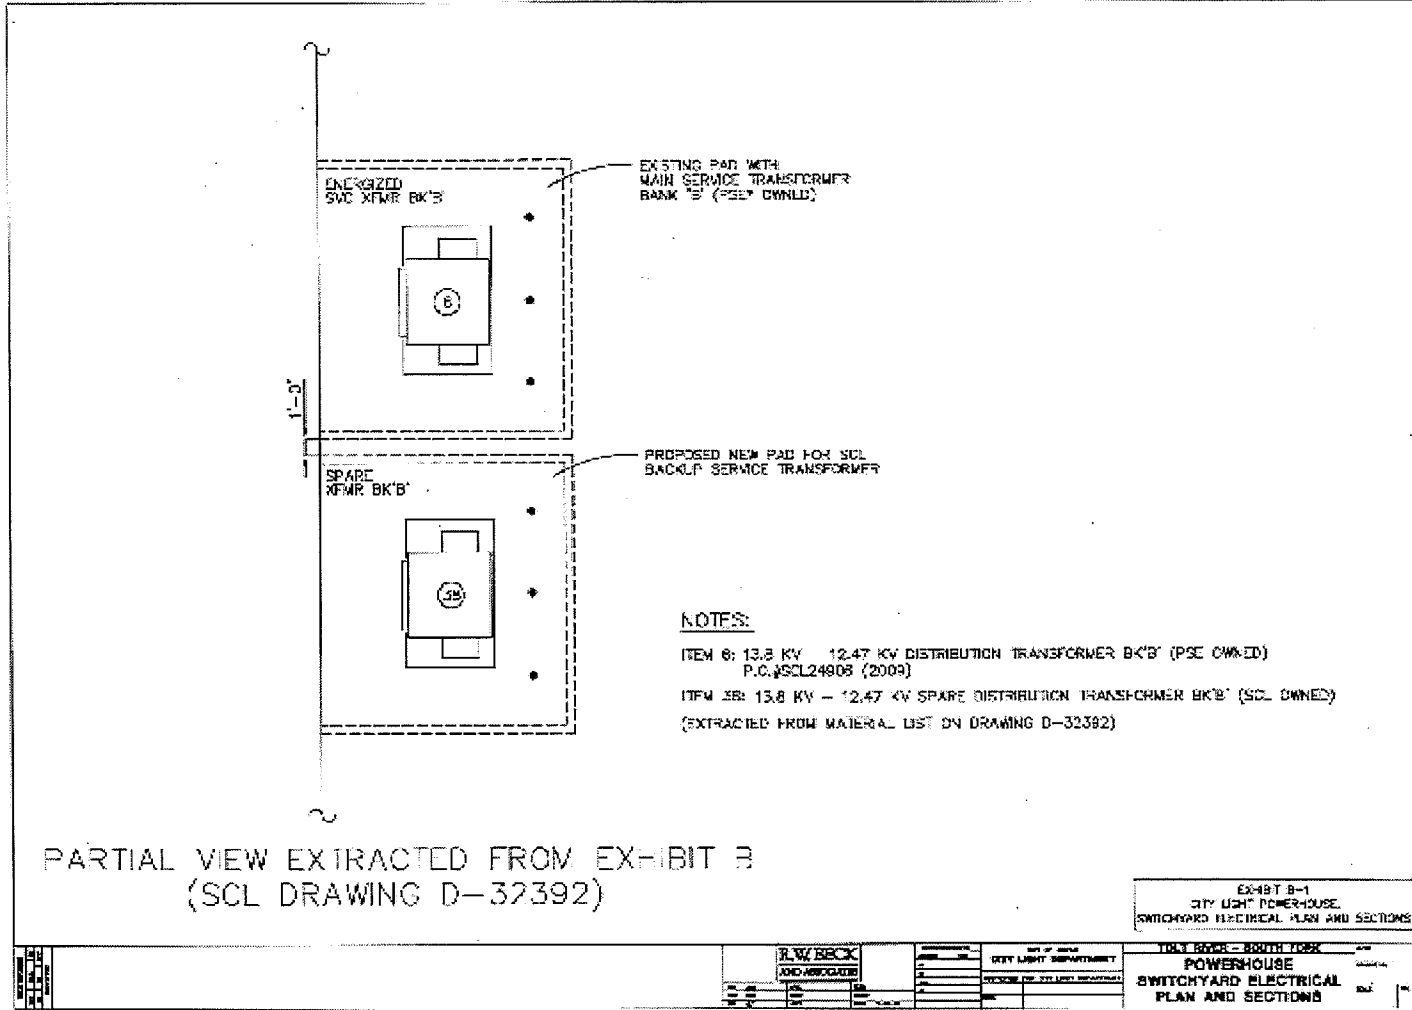 ENERGIZED
SVC XFMR BK'B'
EXISTING PAD WITH
MAIN SERVICE TRANSFORMER
BANK "B" (PSE* OWNED)
6
1'-0"
PROPOSED NEW PAD FOR SCL
BACKUP SERVICE TRANSFORMER
SPARE
XFMR BK'B'
3B
NOTES:
ITEM 6: 13.8 KV – 12.47 KV DISTRIBUTION TRANSFORMER BK'B' (PSE OWNED)
P.O.#SCL24906 (2009)
ITEM 3B: 13.8 KV – 12.47 KV SPARE DISTRIBUTION TRANSFORMER BK'B' (SCL OWNED)
(EXTRACTED FROM MATERIAL LIST ON DRAWING D-32392)
PARTIAL VIEW EXTRACTED FROM EXHIBIT B
(SCL DRAWING D-32392)
EXHIBIT B-1
CITY LIGHT POWERHOUSE,
SWITCHYARD ELECTRICAL PLAN AND SECTIONS
R.W. BECK
AND ASSOCIATES
CITY LIGHT DEPARTMENT
TOLT RIVER - SOUTH FORK
POWERHOUSE
SWITCHYARD ELECTRICAL
PLAN AND SECTIONS